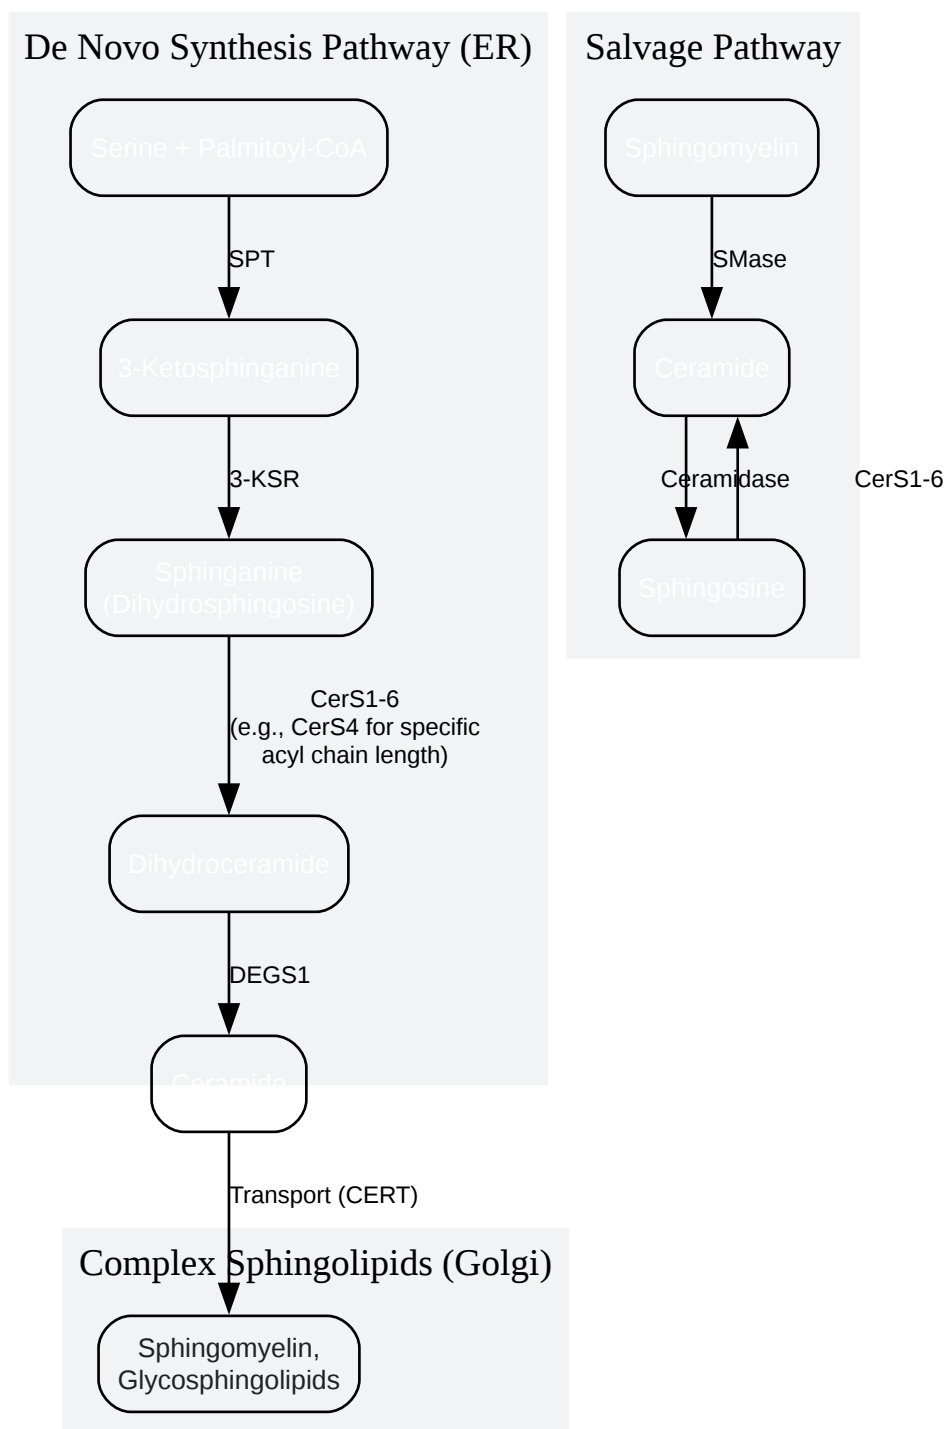 De Novo Synthesis Pathway (ER)
Serine + Palmitoyl-CoA
SPT
3-Ketosphinganine
3-KSR
Sphinganine
(Dihydrosphingosine)
CerS1-6
(e.g., CerS4 for specific
acyl chain length)
Dihydroceramide
DEGS1
Ceramide
Transport (CERT)
Complex Sphingolipids (Golgi)
Sphingomyelin,
Glycosphingolipids
Salvage Pathway
Sphingomyelin
SMase
Ceramide
Ceramidase
CerS1-6
Sphingosine